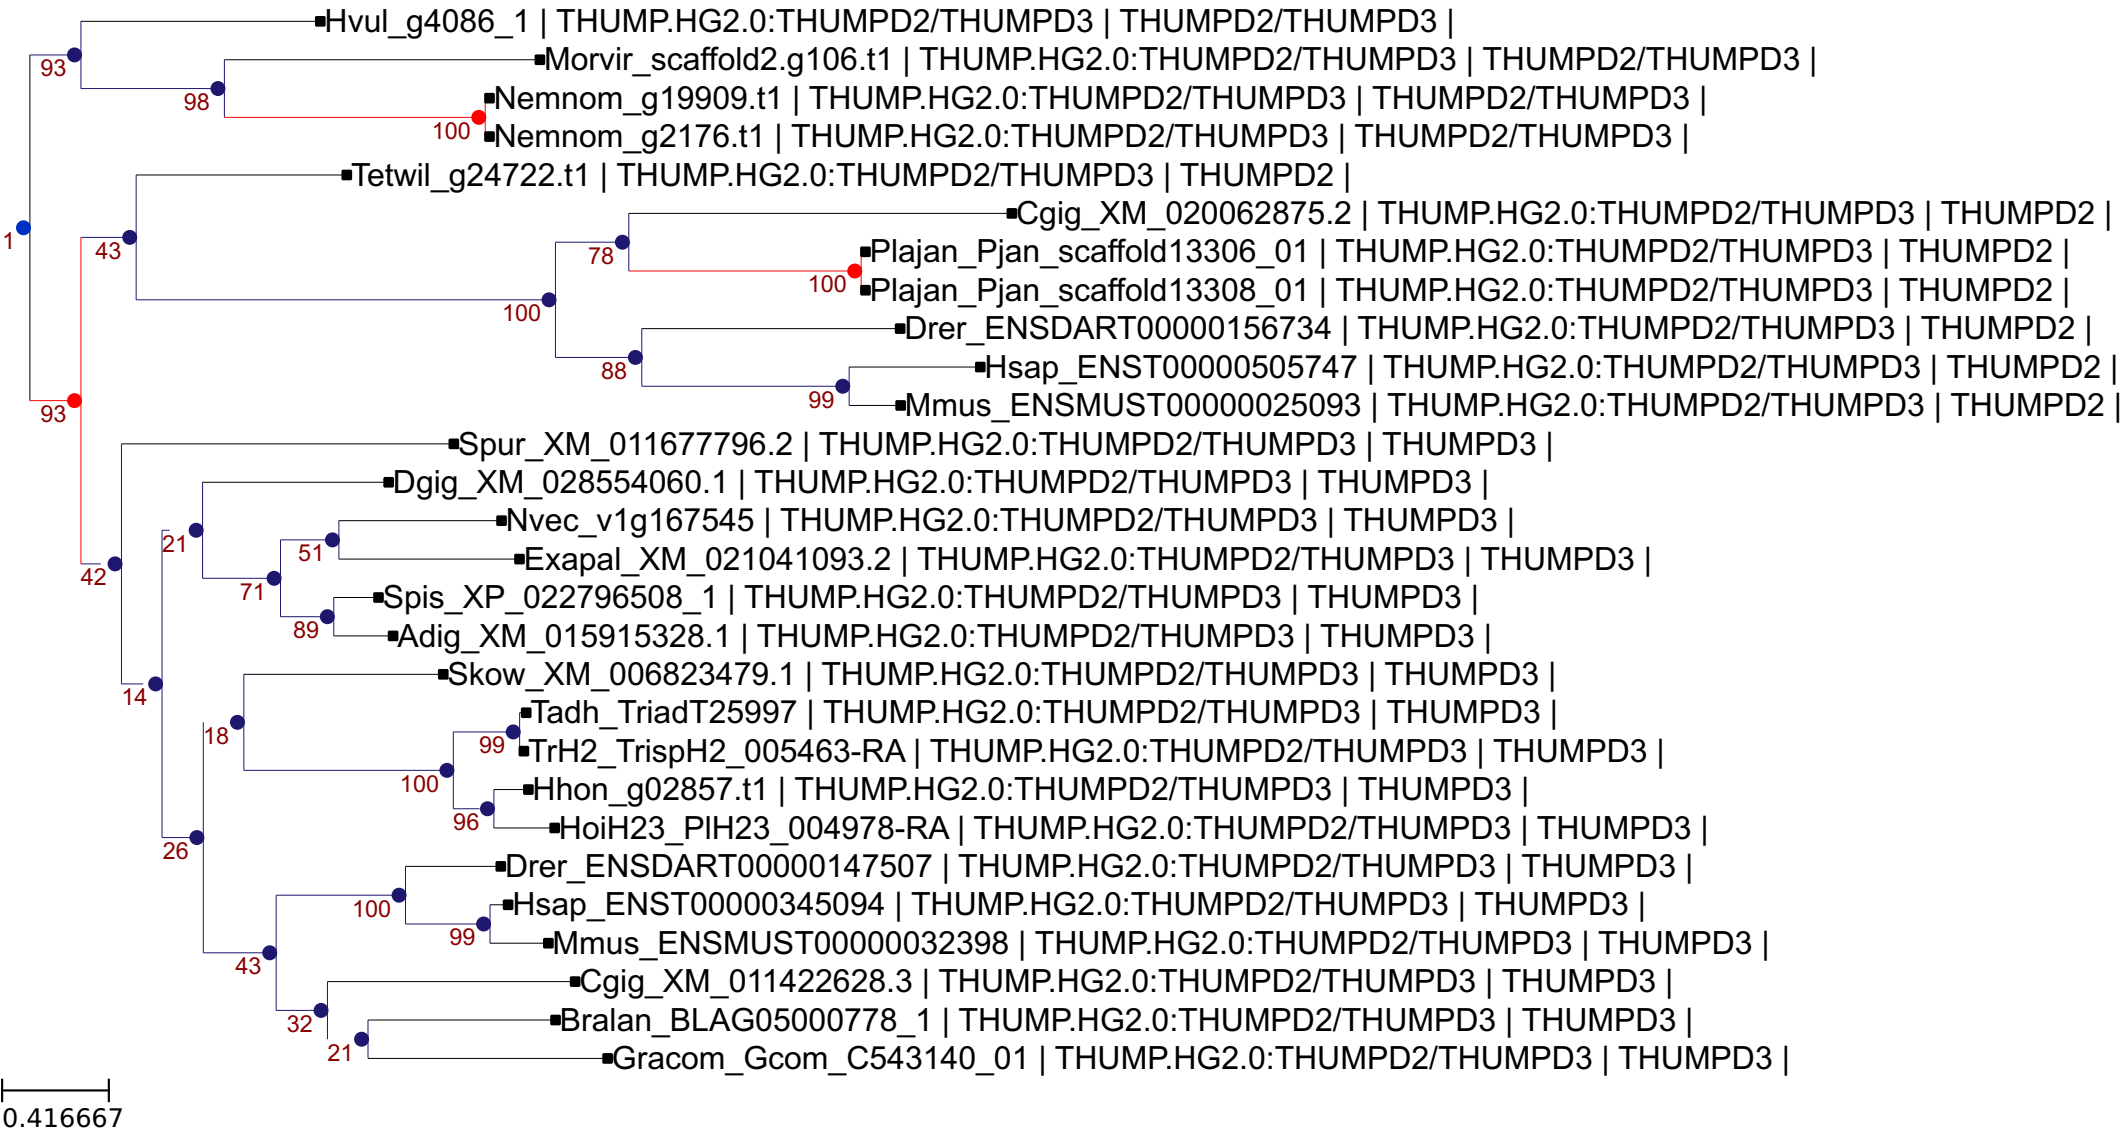 Hvul_g4086_1 | THUMP.HG2.0:THUMPD2/THUMPD3 | THUMPD2/THUMPD3 |
93
Morvir_scaffold2.g106.t1 | THUMP.HG2.0:THUMPD2/THUMPD3 | THUMPD2/THUMPD3 |
98
Nemnom_g19909.t1 | THUMP.HG2.0:THUMPD2/THUMPD3 | THUMPD2/THUMPD3 |
100
Nemnom_g2176.t1 | THUMP.HG2.0:THUMPD2/THUMPD3 | THUMPD2/THUMPD3 |
Tetwil_g24722.t1 | THUMP.HG2.0:THUMPD2/THUMPD3 | THUMPD2 |
Cgig_XM_020062875.2 | THUMP.HG2.0:THUMPD2/THUMPD3 | THUMPD2 |
1
43
78
Plajan_Pjan_scaffold13306_01 | THUMP.HG2.0:THUMPD2/THUMPD3 | THUMPD2 |
100
Plajan_Pjan_scaffold13308_01 | THUMP.HG2.0:THUMPD2/THUMPD3 | THUMPD2 |
100
Drer_ENSDART00000156734 | THUMP.HG2.0:THUMPD2/THUMPD3 | THUMPD2 |
88
Hsap_ENST00000505747 | THUMP.HG2.0:THUMPD2/THUMPD3 | THUMPD2 |
99
Mmus_ENSMUST00000025093 | THUMP.HG2.0:THUMPD2/THUMPD3 | THUMPD2 |
93
Spur_XM_011677796.2 | THUMP.HG2.0:THUMPD2/THUMPD3 | THUMPD3 |
Dgig_XM_028554060.1 | THUMP.HG2.0:THUMPD2/THUMPD3 | THUMPD3 |
21
Nvec_v1g167545 | THUMP.HG2.0:THUMPD2/THUMPD3 | THUMPD3 |
51
Exapal_XM_021041093.2 | THUMP.HG2.0:THUMPD2/THUMPD3 | THUMPD3 |
42
71
Spis_XP_022796508_1 | THUMP.HG2.0:THUMPD2/THUMPD3 | THUMPD3 |
89
Adig_XM_015915328.1 | THUMP.HG2.0:THUMPD2/THUMPD3 | THUMPD3 |
Skow_XM_006823479.1 | THUMP.HG2.0:THUMPD2/THUMPD3 | THUMPD3 |
14
Tadh_TriadT25997 | THUMP.HG2.0:THUMPD2/THUMPD3 | THUMPD3 |
18
99
TrH2_TrispH2_005463-RA | THUMP.HG2.0:THUMPD2/THUMPD3 | THUMPD3 |
100
Hhon_g02857.t1 | THUMP.HG2.0:THUMPD2/THUMPD3 | THUMPD3 |
96
HoiH23_PlH23_004978-RA | THUMP.HG2.0:THUMPD2/THUMPD3 | THUMPD3 |
26
Drer_ENSDART00000147507 | THUMP.HG2.0:THUMPD2/THUMPD3 | THUMPD3 |
100
Hsap_ENST00000345094 | THUMP.HG2.0:THUMPD2/THUMPD3 | THUMPD3 |
99
Mmus_ENSMUST00000032398 | THUMP.HG2.0:THUMPD2/THUMPD3 | THUMPD3 |
43
Cgig_XM_011422628.3 | THUMP.HG2.0:THUMPD2/THUMPD3 | THUMPD3 |
32
Bralan_BLAG05000778_1 | THUMP.HG2.0:THUMPD2/THUMPD3 | THUMPD3 |
21
Gracom_Gcom_C543140_01 | THUMP.HG2.0:THUMPD2/THUMPD3 | THUMPD3 |
0.416667